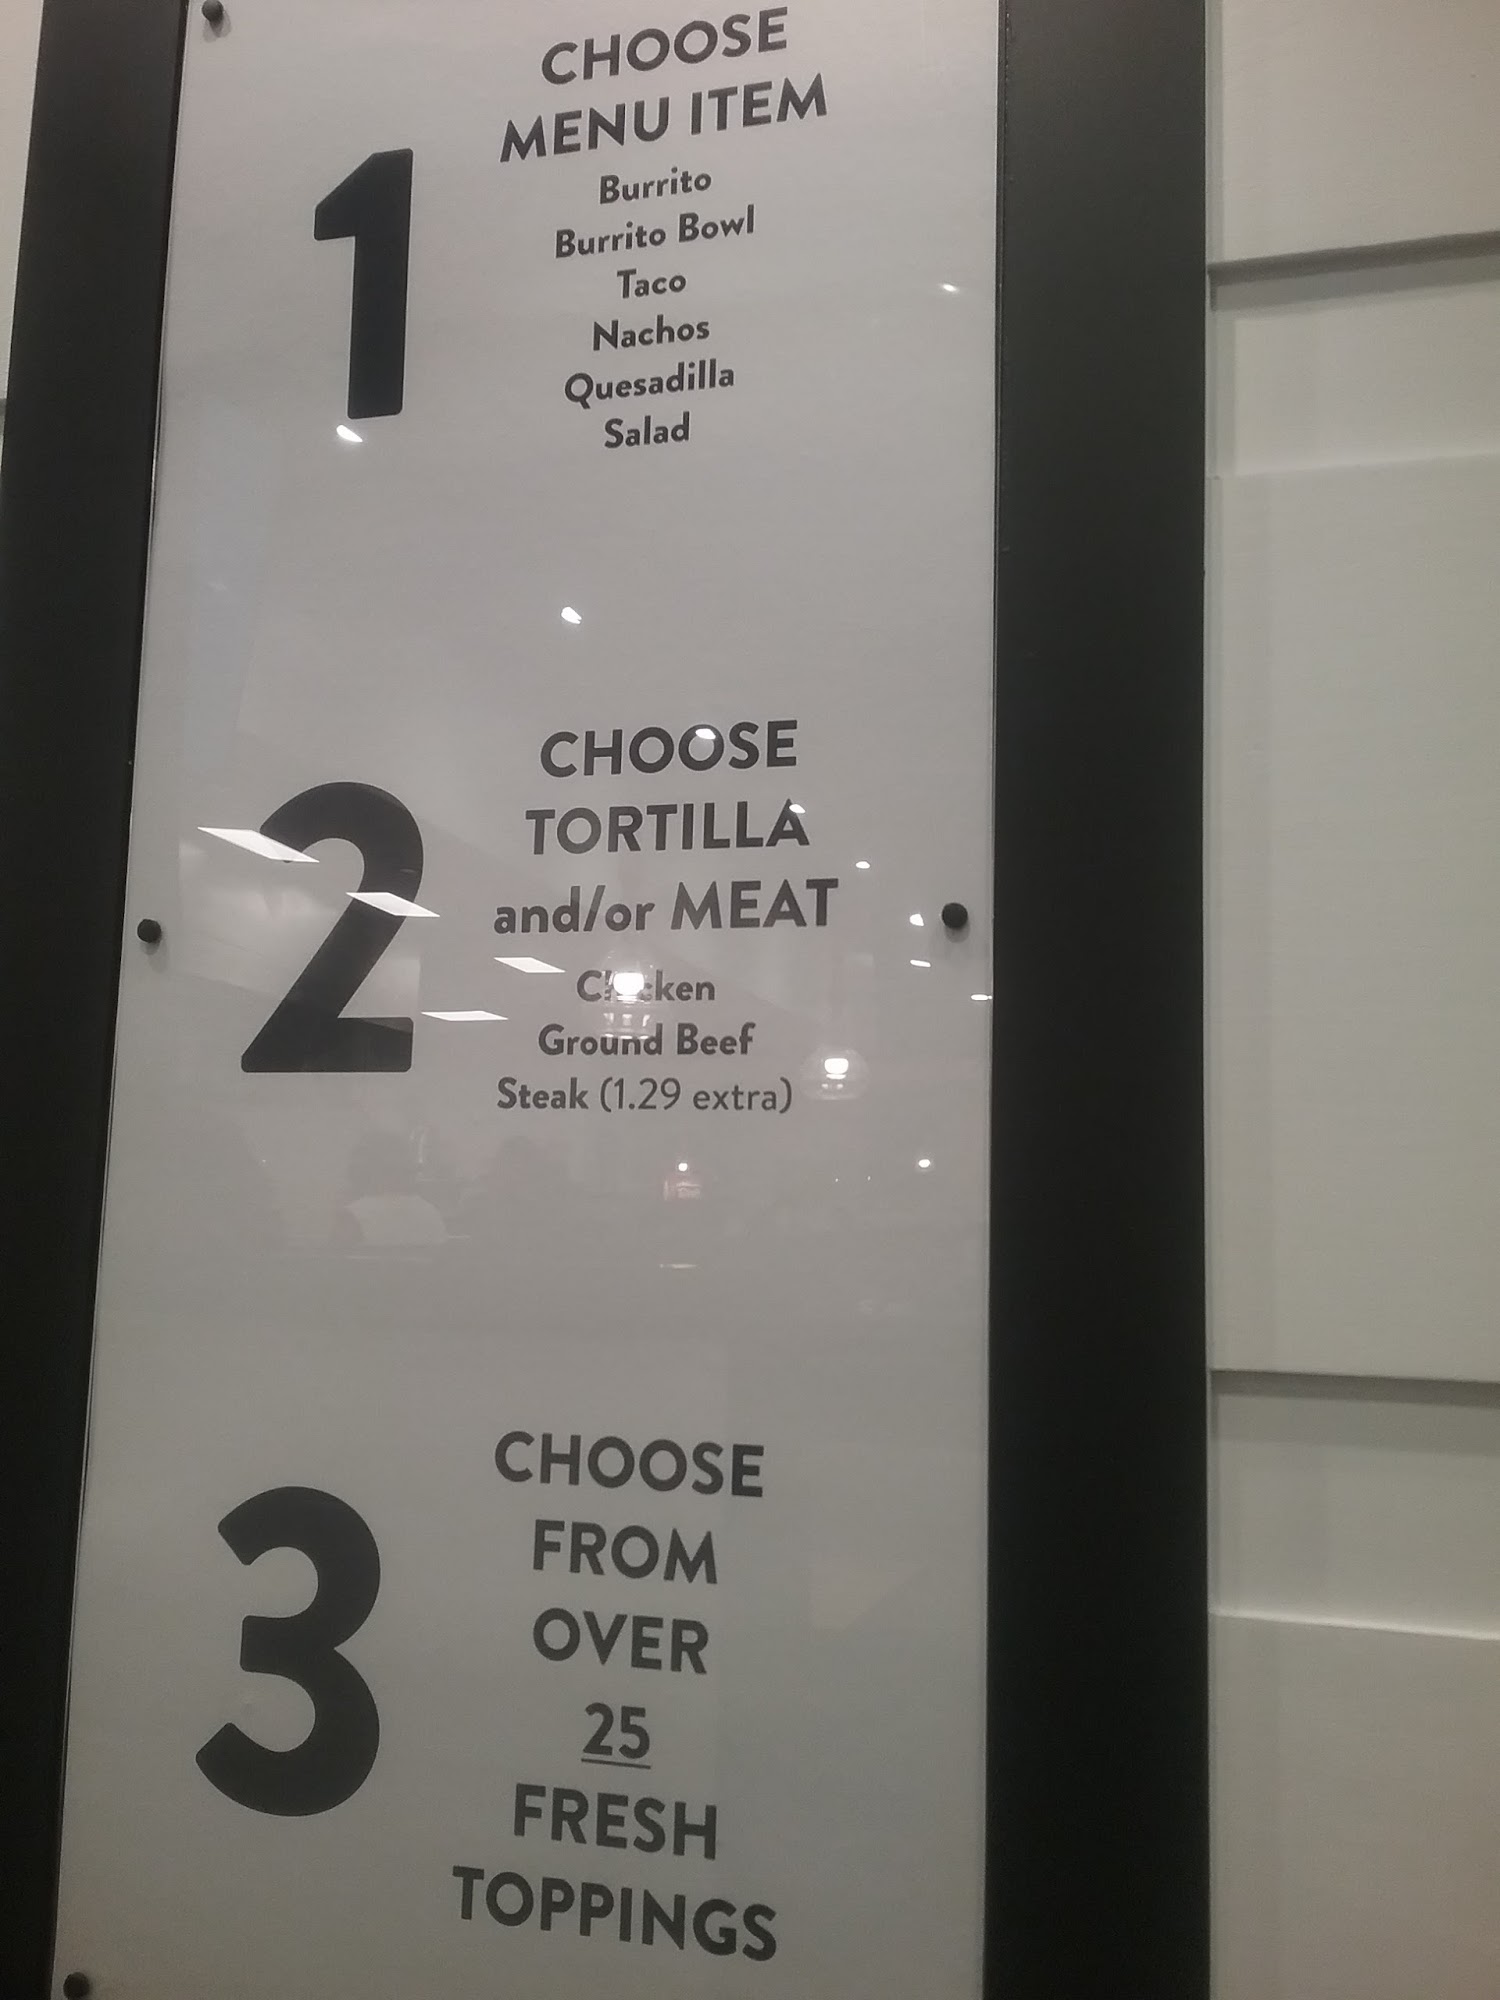 1
CHOOSE
MENU ITEM
Burrito
Burrito Bowl
Taco
Nachos
Quesadilla
Salad
2
CHOOSE
TORTILLA
and/or MEAT
Chicken
Ground Beef
Steak (1.29 extra)
3
CHOOSE
FROM
OVER
25
FRESH
TOPPINGS